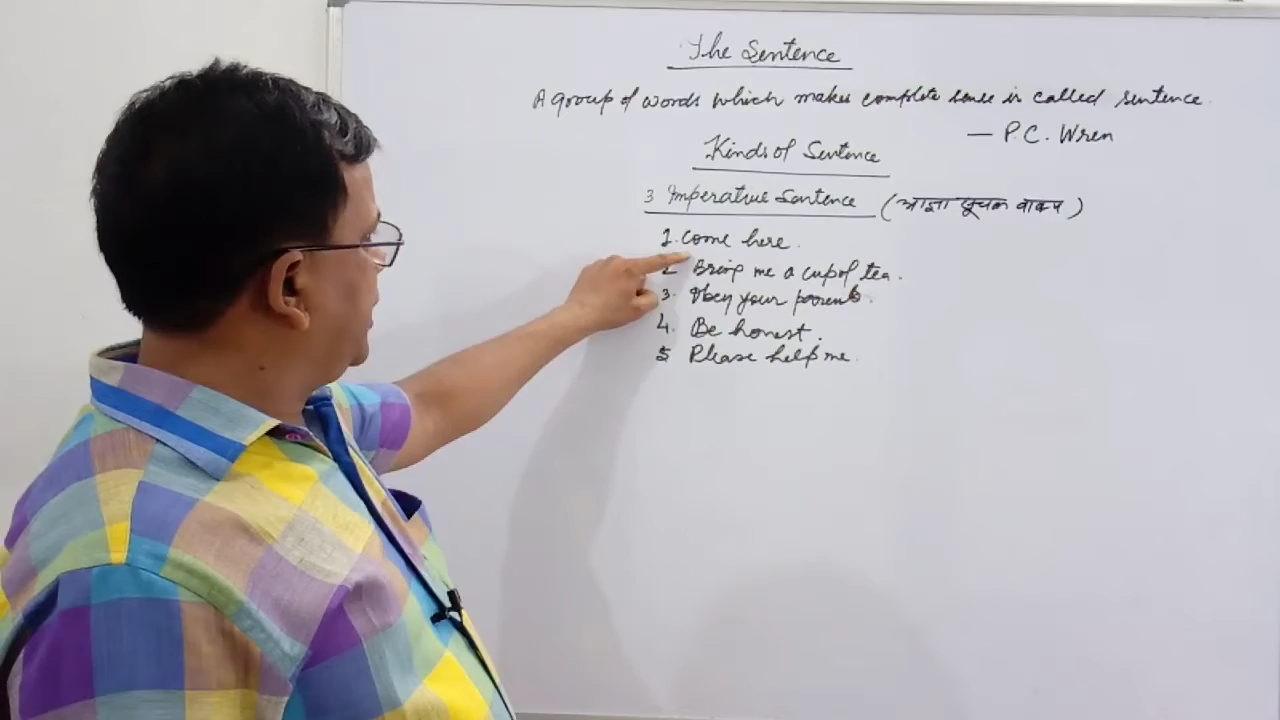 The Sentence
A group of words which makes complete sense is called sentence.
— P.C. Wren
Kinds of Sentence
3 Imperative Sentence (आज्ञा सूचक वाक्य)
1. Come here.
2 Bring me a cup of tea.
3. Obey your parents.
4. Be honest.
5 Please help me.